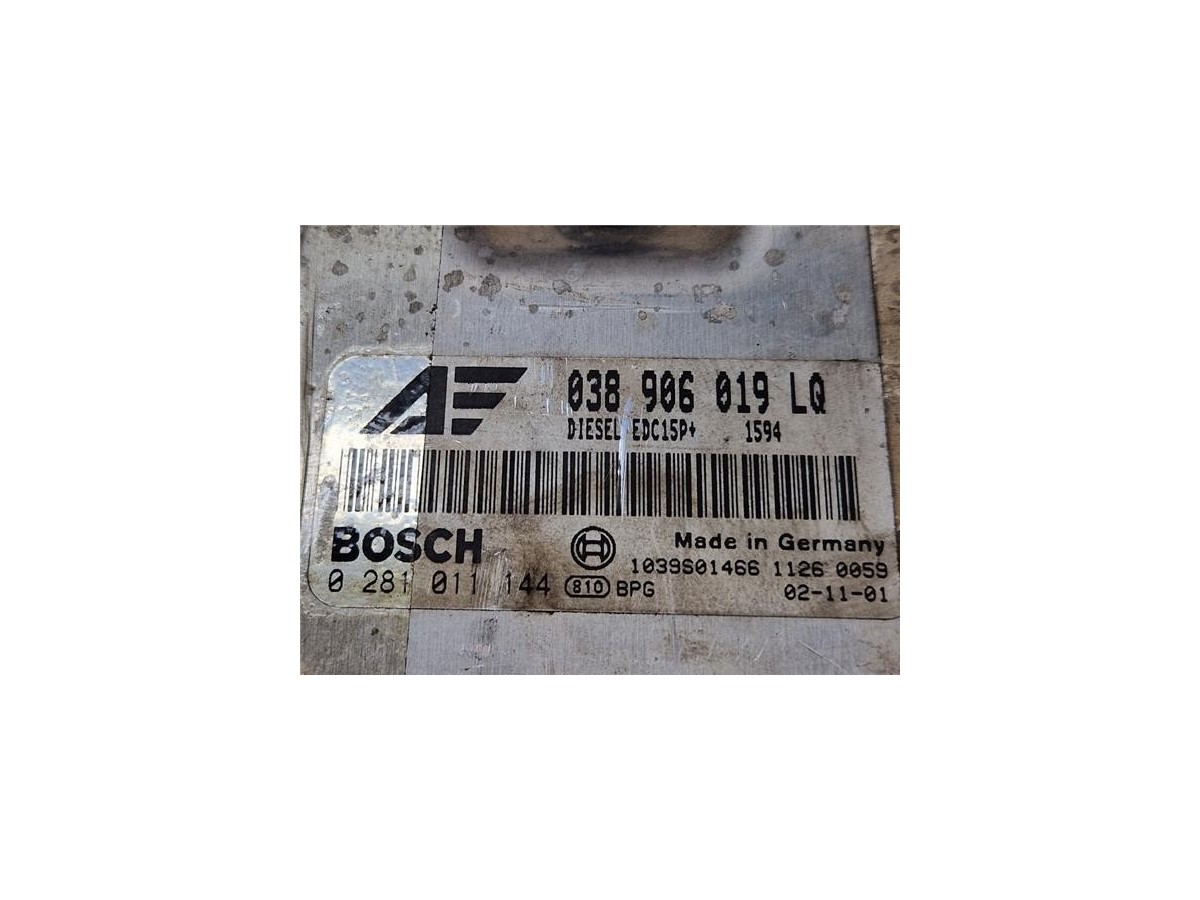 AF 038 906 019 LQ
DIESEL EDC15P+ 1594
BOSCH Made in Germany
1039S01466 1126 0059
0 281 011 144 810 BPG 02-11-01